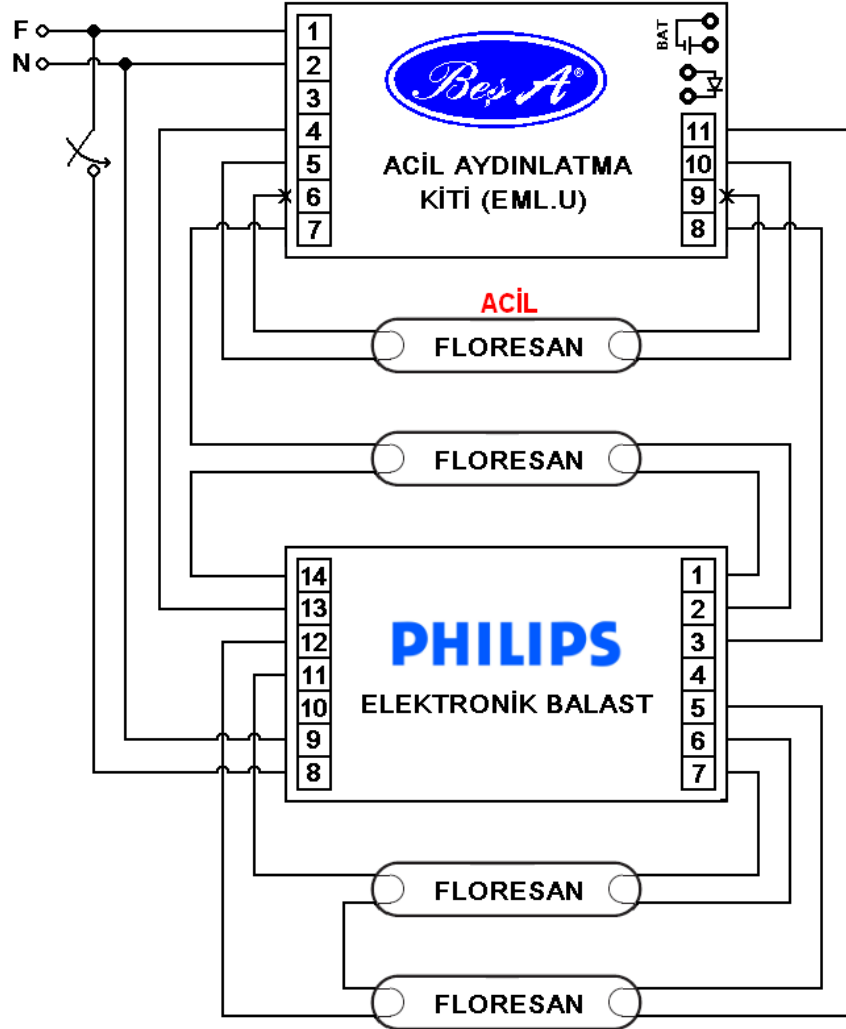 F
N
1
2
3
4
5
6
7
Beş A®
ACİL AYDINLATMA
KİTİ (EML.U)
BAT
11
10
9
8
ACİL
FLORESAN
FLORESAN
14
13
12
11
10
9
8
PHILIPS
ELEKTRONİK BALAST
1
2
3
4
5
6
7
FLORESAN
FLORESAN